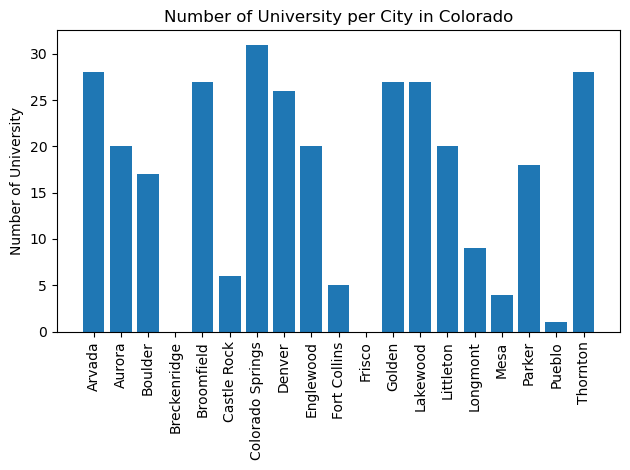 Number of University per City in Colorado
Number of University
30
25
20
15
10
5
0
Arvada
Aurora
Boulder
Breckenridge
Broomfield
Castle Rock
Colorado Springs
Denver
Englewood
Fort Collins
Frisco
Golden
Lakewood
Littleton
Longmont
Mesa
Parker
Pueblo
Thornton